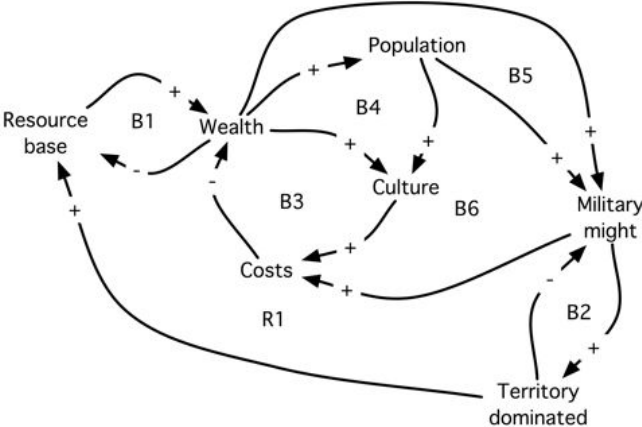 Population
B5
+
+
B4
Resource
base
B1
Wealth
+
+
+
-
+
-
Culture
+
B3
B6
Military
might
+
+
Costs
+
-
B2
R1
+
Territory
dominated